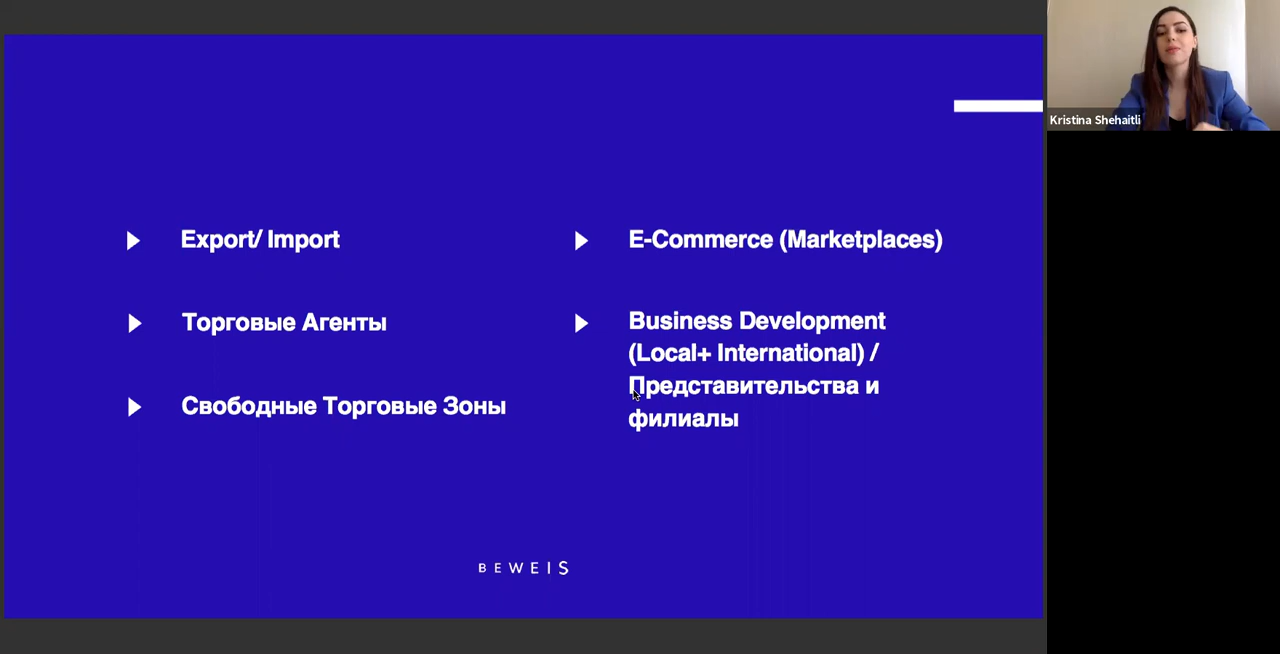 Kristina Shehaitli
Export/ Import
Торговые Агенты
Свободные Торговые Зоны
E-Commerce (Marketplaces)
Business Development
(Local+ International) /
Представительства и
филиалы
BEWEIS